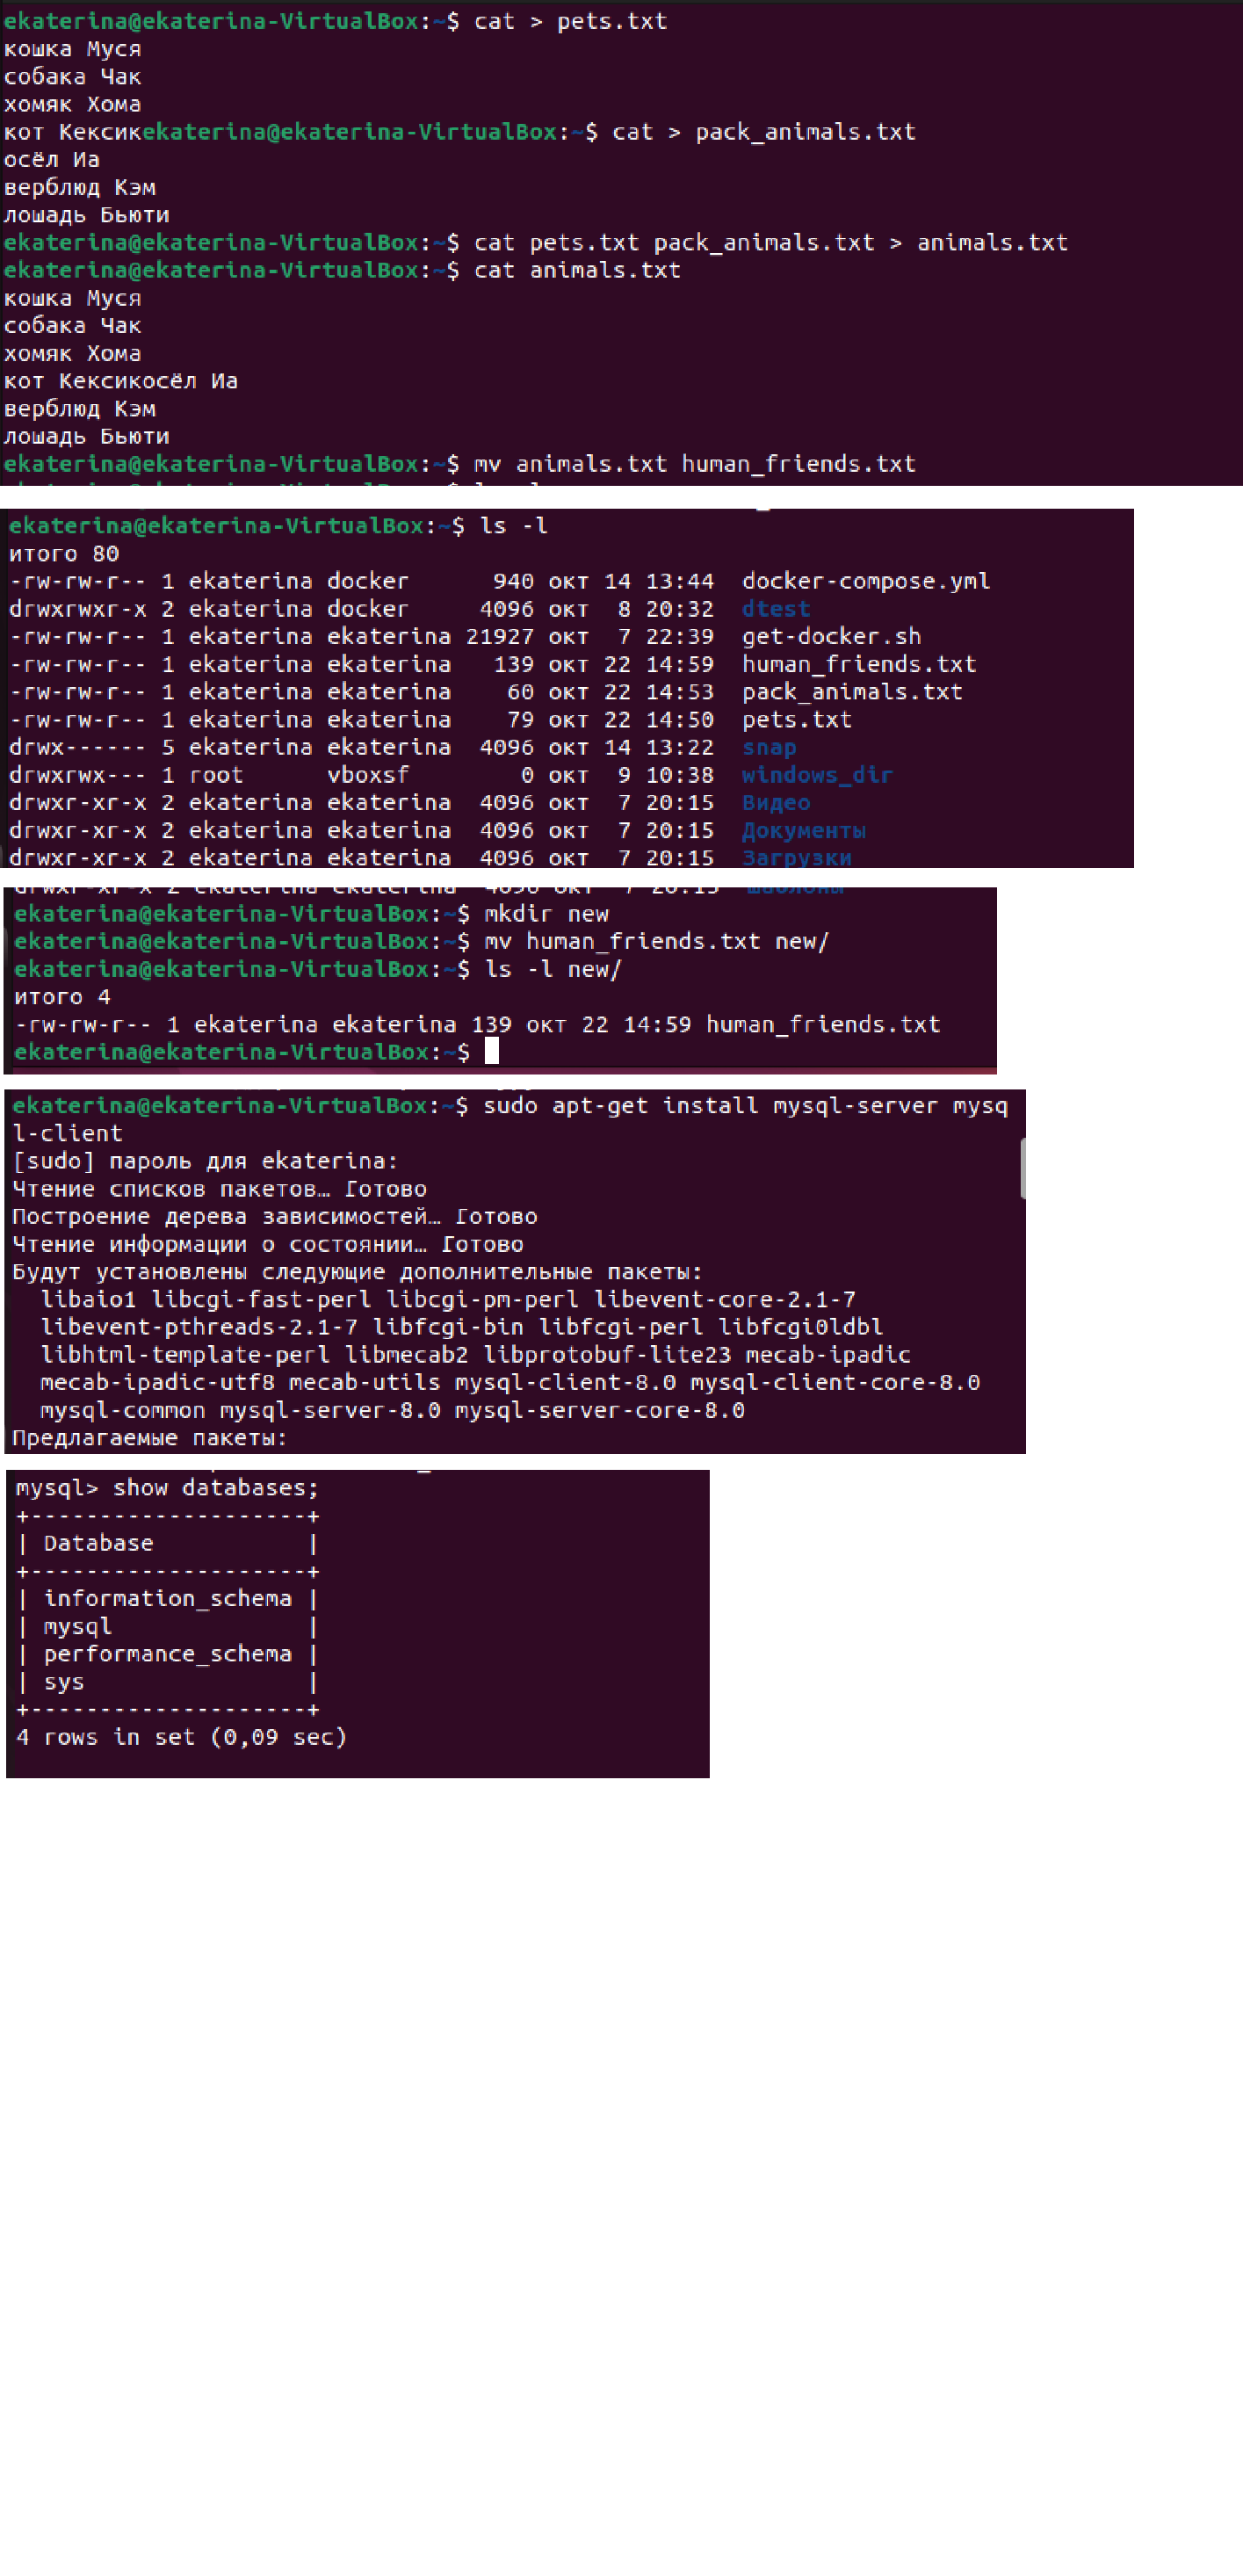 ekaterina@ekaterina-VirtualBox:~$ cat > pets.txt
кошка Муся
собака Чак
хомяк Хома
кот Кексикekaterina@ekaterina-VirtualBox:~$ cat > pack_animals.txt
осёл Иа
верблюд Кэм
лошадь Бьюти
ekaterina@ekaterina-VirtualBox:~$ cat pets.txt pack_animals.txt > animals.txt
ekaterina@ekaterina-VirtualBox:~$ cat animals.txt
кошка Муся
собака Чак
хомяк Хома
кот Кексикосёл Иа
верблюд Кэм
лошадь Бьюти
ekaterina@ekaterina-VirtualBox:~$ mv animals.txt human_friends.txt
ekaterina@ekaterina-VirtualBox:~$ ls -l
итого 80
-rw-rw-r-- 1 ekaterina docker 940 окт 14 13:44 docker-compose.yml
drwxrwxr-x 2 ekaterina docker 4096 окт 8 20:32 dtest
-rw-rw-r-- 1 ekaterina ekaterina 21927 окт 7 22:39 get-docker.sh
-rw-rw-r-- 1 ekaterina ekaterina 139 окт 22 14:59 human_friends.txt
-rw-rw-r-- 1 ekaterina ekaterina 60 окт 22 14:53 pack_animals.txt
-rw-rw-r-- 1 ekaterina ekaterina 79 окт 22 14:50 pets.txt
drwx------ 5 ekaterina ekaterina 4096 окт 14 13:22 snap
drwxrwx--- 1 root vboxsf 0 окт 9 10:38 windows_dir
drwxr-xr-x 2 ekaterina ekaterina 4096 окт 7 20:15 Видео
drwxr-xr-x 2 ekaterina ekaterina 4096 окт 7 20:15 Документы
drwxr-xr-x 2 ekaterina ekaterina 4096 окт 7 20:15 Загрузки
drwxr-xr-x 2 ekaterina ekaterina 4096 окт 7 20:15 Шаблоны
ekaterina@ekaterina-VirtualBox:~$ mkdir new
ekaterina@ekaterina-VirtualBox:~$ mv human_friends.txt new/
ekaterina@ekaterina-VirtualBox:~$ ls -l new/
итого 4
-rw-rw-r-- 1 ekaterina ekaterina 139 окт 22 14:59 human_friends.txt
ekaterina@ekaterina-VirtualBox:~$
ekaterina@ekaterina-VirtualBox:~$ sudo apt-get install mysql-server mysq
l-client
[sudo] пароль для ekaterina:
Чтение списков пакетов… Готово
Построение дерева зависимостей… Готово
Чтение информации о состоянии… Готово
Будут установлены следующие дополнительные пакеты:
libaio1 libcgi-fast-perl libcgi-pm-perl libevent-core-2.1-7
libevent-pthreads-2.1-7 libfcgi-bin libfcgi-perl libfcgi0ldbl
libhtml-template-perl libmecab2 libprotobuf-lite23 mecab-ipadic
mecab-ipadic-utf8 mecab-utils mysql-client-8.0 mysql-client-core-8.0
mysql-common mysql-server-8.0 mysql-server-core-8.0
Предлагаемые пакеты:
mysql> show databases;
+--------------------+
| Database           |
+--------------------+
| information_schema |
| mysql              |
| performance_schema |
| sys                |
+--------------------+
4 rows in set (0,09 sec)